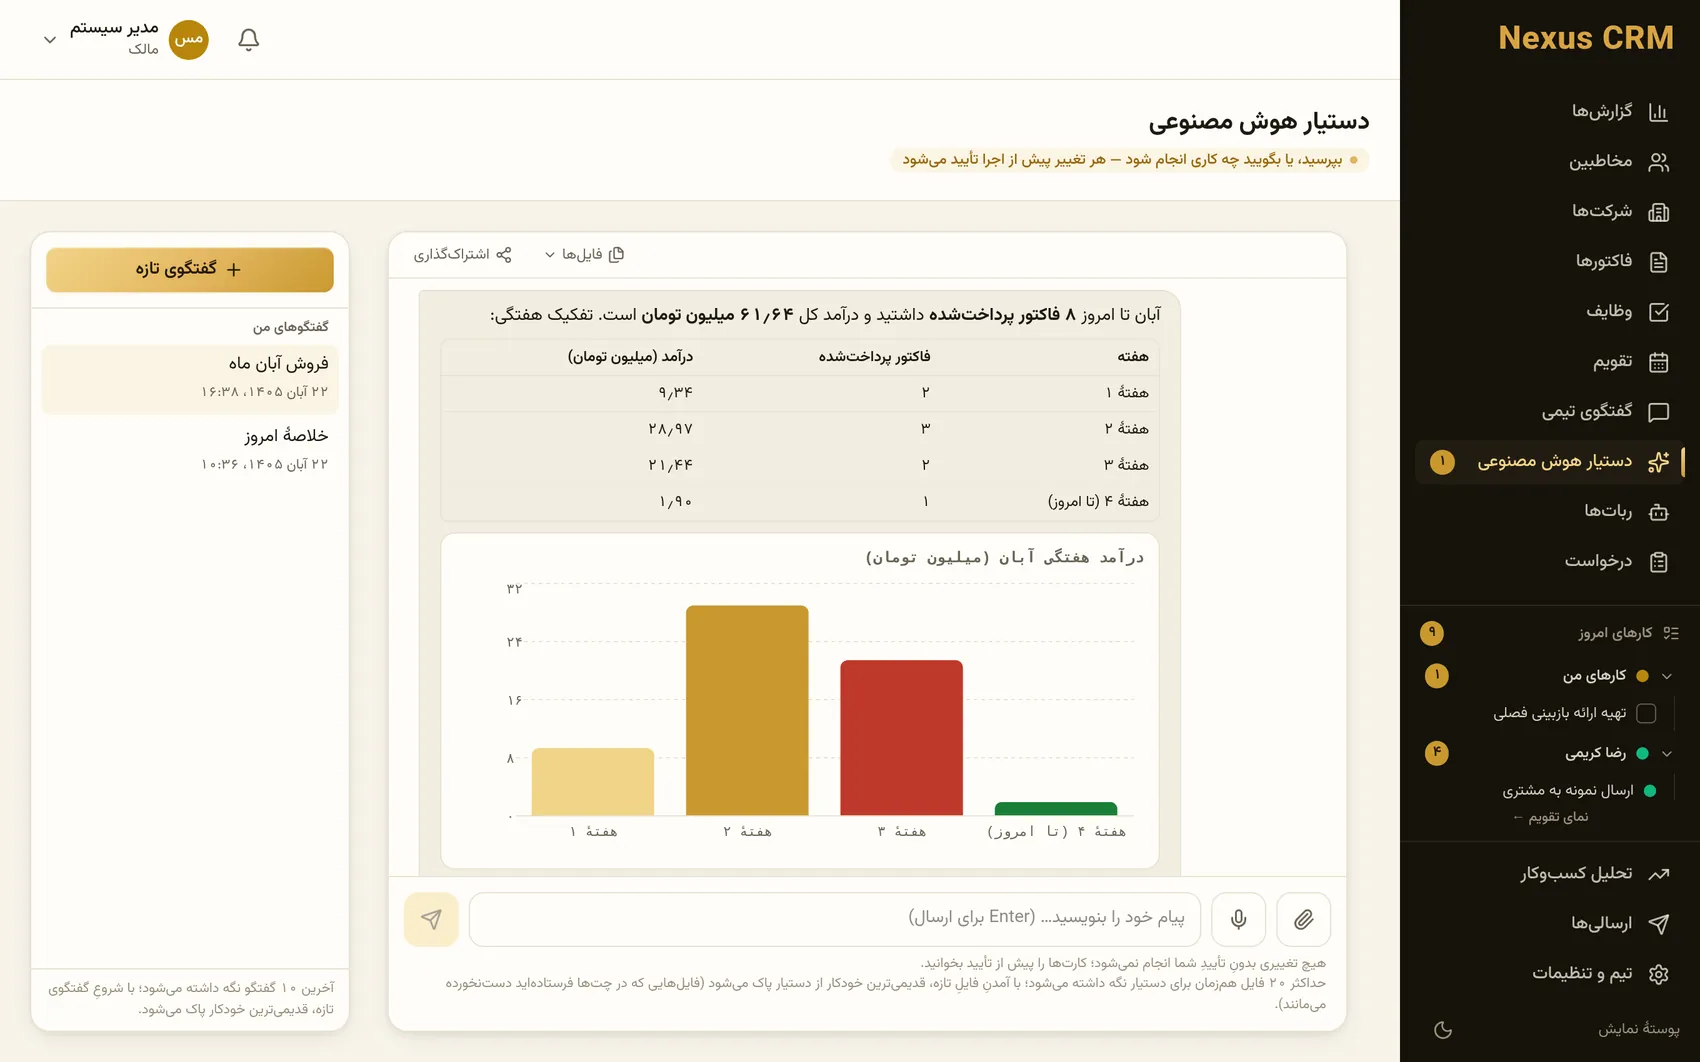 Nexus CRM
گزارش‌ها
مخاطبین
شرکت‌ها
فاکتورها
وظایف
تقویم
گفتگوی تیمی
دستیار هوش مصنوعی ۱
ربات‌ها
درخواست
کارهای امروز ۹
کارهای من ۱
تهیه ارائه بازبینی فصلی
رضا کریمی ۴
ارسال نمونه به مشتری
نمای تقویم ←
تحلیل کسب‌وکار
ارسالی‌ها
تیم و تنظیمات
پوستهٔ نمایش
مس
مدیر سیستم
مالک
دستیار هوش مصنوعی
بپرسید، یا بگویید چه کاری انجام شود — هر تغییر پیش از اجرا تأیید می‌شود
فایل‌ها
اشتراک‌گذاری
آبان تا امروز ۸ فاکتور پرداخت‌شده داشتید و درآمد کل ۶۱٫۶۴ میلیون تومان است. تفکیک هفتگی:
هفته فاکتور پرداخت‌شده درآمد (میلیون تومان)
هفتهٔ ۱ ۲ ۹٫۳۴
هفتهٔ ۲ ۳ ۲۸٫۹۷
هفتهٔ ۳ ۲ ۲۱٫۴۴
هفتهٔ ۴ (تا امروز) ۱ ۱٫۹۰
درآمد هفتگی آبان (میلیون تومان)
۳۲
۲۴
۱۶
۸
۰
هفتهٔ ۱ هفتهٔ ۲ هفتهٔ ۳ هفتهٔ ۴ (تا امروز)
پیام خود را بنویسید... (Enter برای ارسال)
هیچ تغییری بدونِ تأییدِ شما انجام نمی‌شود؛ کارت‌ها را پیش از تأیید بخوانید.
حداکثر ۲۰ فایل هم‌زمان برای دستیار نگه داشته می‌شود؛ با آمدنِ فایلِ تازه، قدیمی‌ترین خودکار از دستیار پاک می‌شود (فایل‌هایی که در چت‌ها فرستاده‌اید دست‌نخورده
می‌مانند).
گفتگوی تازه
گفتگوهای من
فروش آبان ماه
۲۲ آبان ۱۴۰۵، ۱۶:۳۸
خلاصهٔ امروز
۲۲ آبان ۱۴۰۵، ۱۰:۳۶
آخرین ۱۰ گفتگو نگه داشته می‌شود؛ با شروعِ گفتگوی
تازه، قدیمی‌ترین خودکار پاک می‌شود.